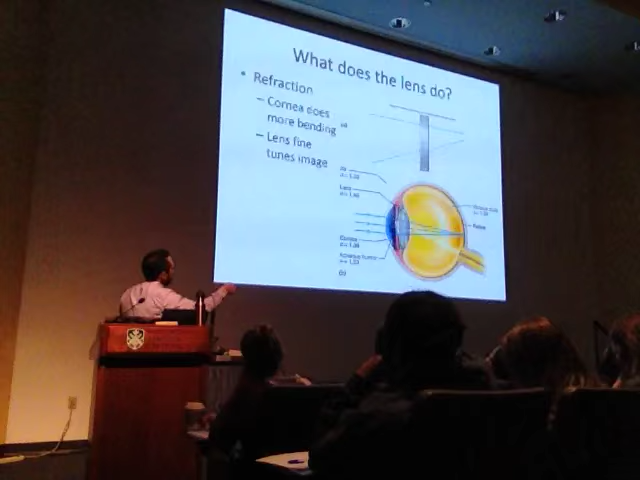 What does the lens do?
• Refraction
– Cornea does
more bending
– Lens fine
tunes image
Air
Lens
Cornea
Aqueous humor
Retina